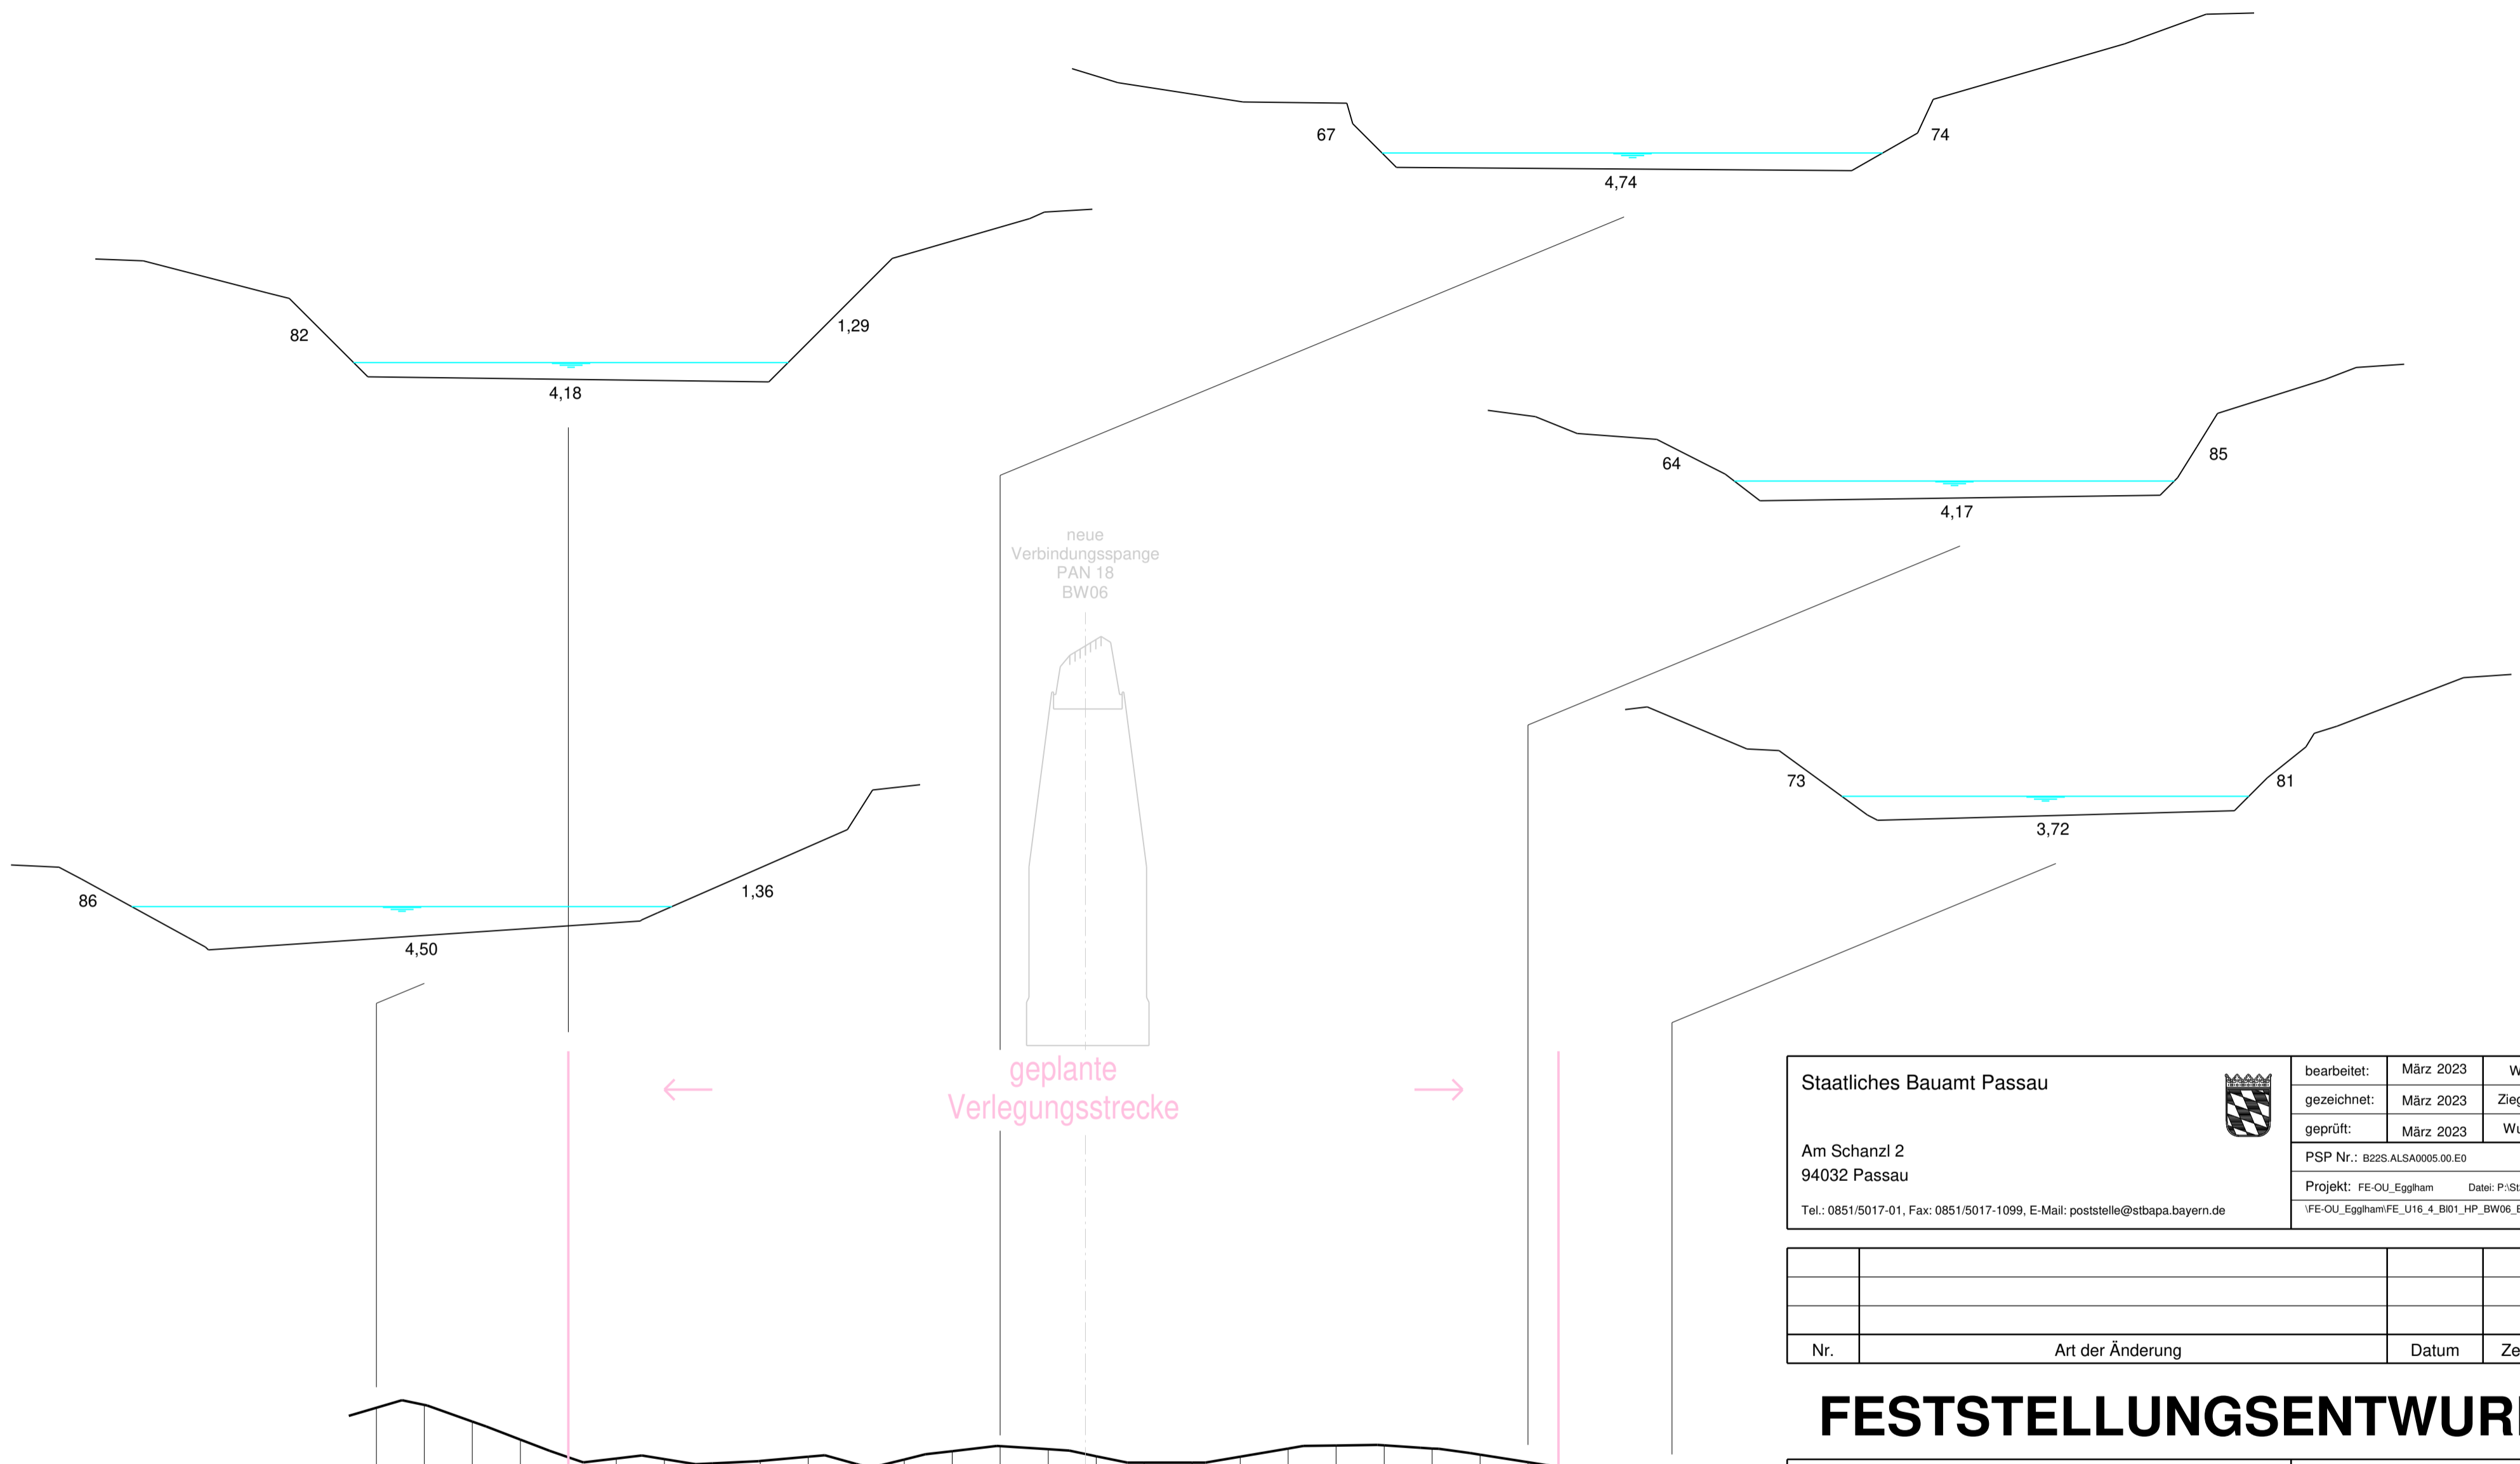 67
74
4,74
82
1,29
4,18
64
85
4,17
neue
Verbindungsspange
PAN 18
BW06
73
81
3,72
86
1,36
4,50
geplante
Verlegungsstrecke
Staatliches Bauamt Passau
Am Schanzl 2
94032 Passau
Tel.: 0851/5017-01, Fax: 0851/5017-1099, E-Mail: poststelle@stbapa.bayern.de
bearbeitet: März 2023
gezeichnet: März 2023
geprüft: März 2023
PSP Nr.: B22S.ALSA0005.00.E0
Projekt: FE-OU_Egglham Datei:
Nr. Art der Änderung Datum